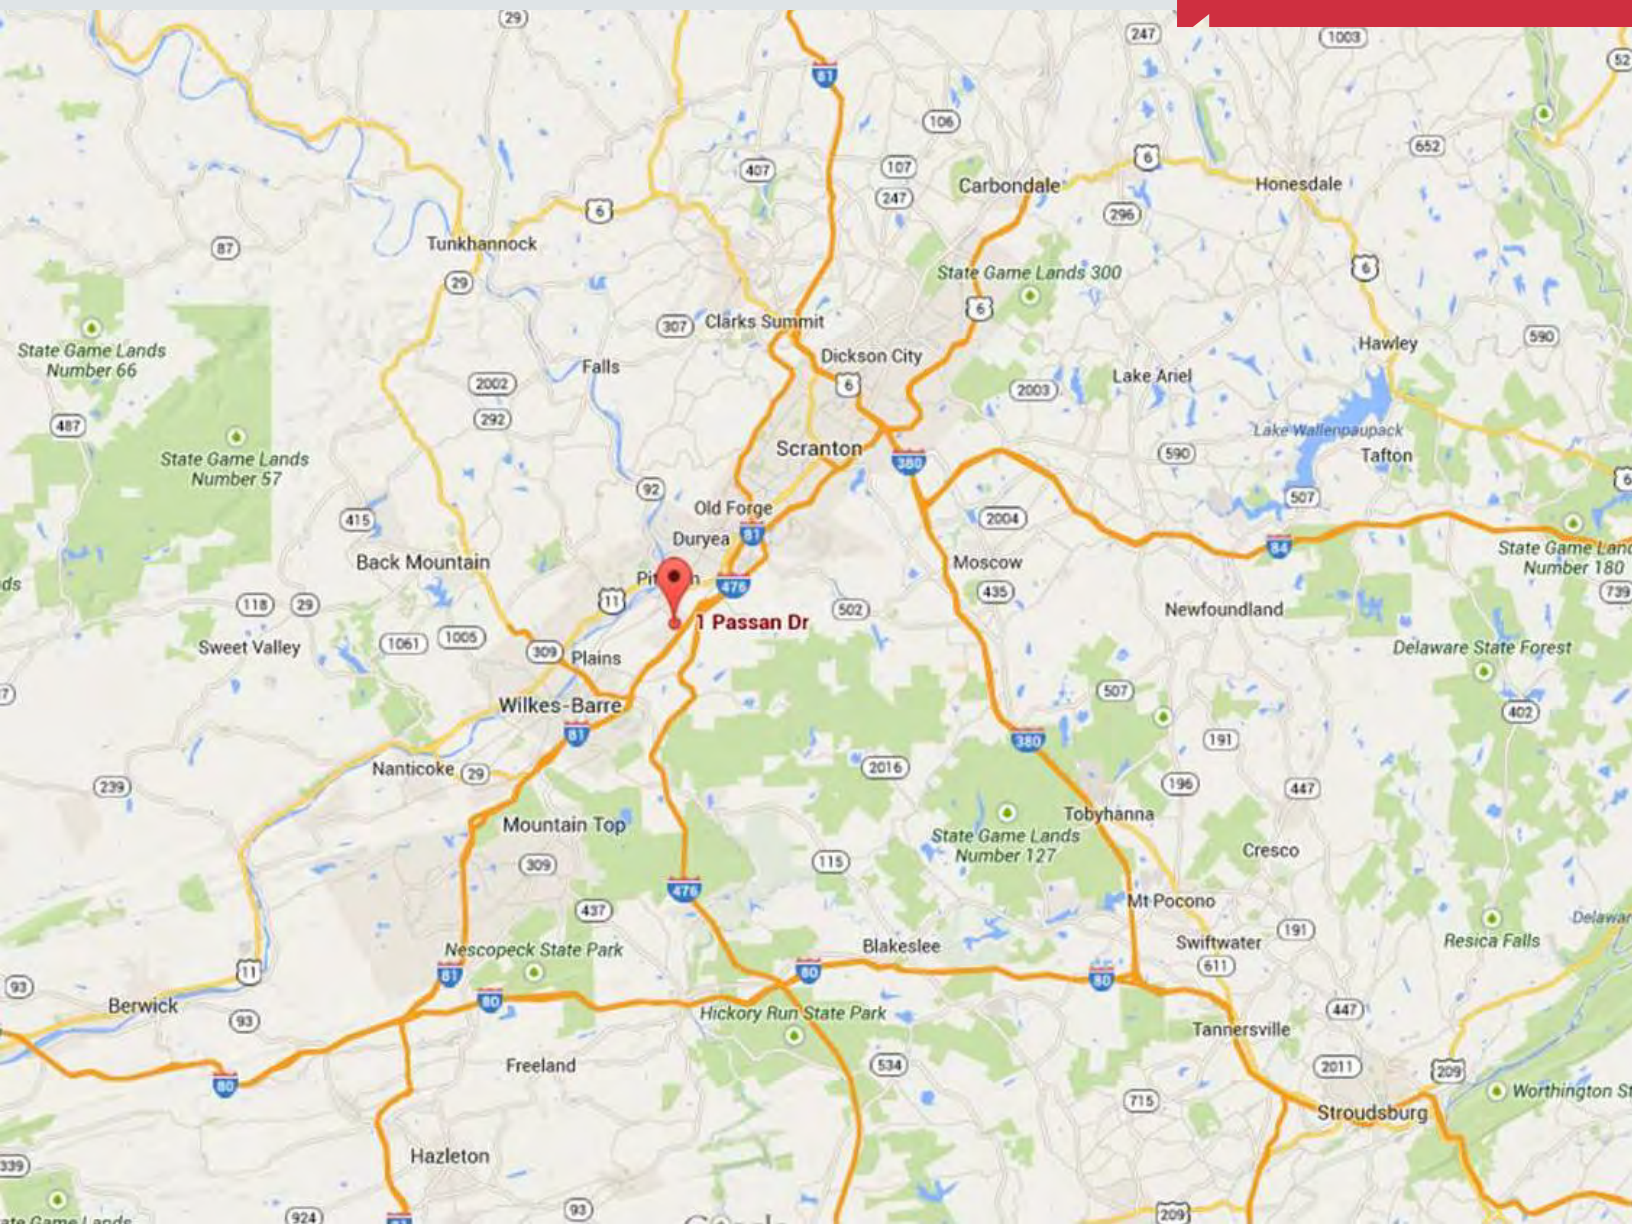 29
247
1003
52
81
106
652
6
407
107
Carbondale
Honesdale
247
296
87
6
Tunkhannock
29
State Game Lands 300
6
6
307
Clarks Summit
590
State Game Lands
Number 66
Dickson City
Hawley
Falls
2002
6
2003
Lake Ariel
292
487
Lake Wallenpaupack
State Game Lands
Number 57
Scranton
380
590
Tafton
92
507
6
Old Forge
415
2004
81
Duryea
84
State Game Lan
Number 180
Back Mountain
Moscow
476
435
739
118
29
11
502
Newfoundland
1 Passan Dr
1061
1005
309
Plains
Sweet Valley
Delaware State Forest
507
402
Wilkes-Barre
81
380
191
Nanticoke
29
2016
239
196
447
Mountain Top
Tobyhanna
State Game Lands
Number 127
309
115
Cresco
476
Mt Pocono
437
Delawar
191
Nescopeck State Park
Blakeslee
Swiftwater
Resica Falls
611
81
80
80
11
93
80
Berwick
Hickory Run State Park
447
93
Tannersville
80
Freeland
534
2011
209
Worthington St
715
Stroudsburg
Hazleton
339
924
93
209